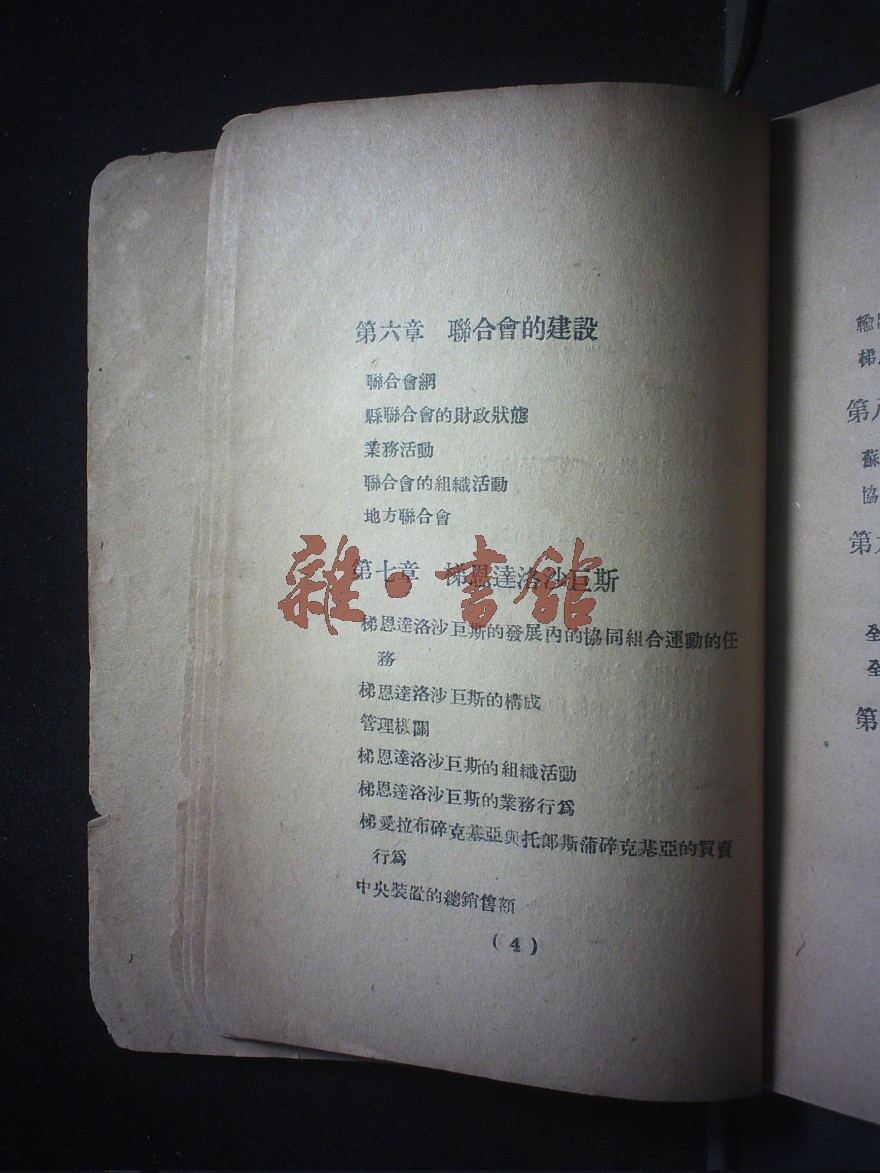 第六章 聯合會的建設
聯合會網
縣聯合會的財政狀態
業務活動
聯合會的組織活動
地方聯合會
第七章 梯恩達洛沙巨斯
梯恩達洛沙巨斯的發展內的協同組合運動的任
務
梯恩達洛沙巨斯的構成
管理機關
梯恩達洛沙巨斯的組織活動
梯恩達洛沙巨斯的業務行爲
梯愛拉布碎克基亞與托郎斯蒲碎克基亞的買賣
行爲
中央裝置的總銷售額
(4)
雜·書館
輸
梯
第八
蘇
協
第
全
全
第